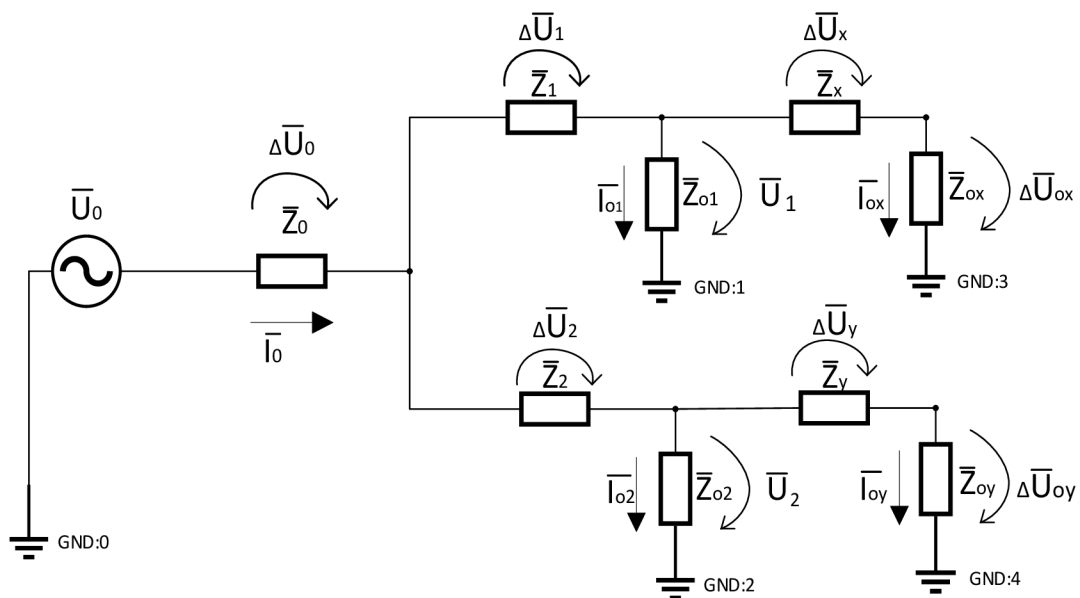 ΔU̅1
ΔU̅x
Z̅1
Z̅x
ΔU̅0
U̅0
Z̅0
I̅o1
Z̅o1
U̅1
I̅ox
Z̅ox
ΔU̅ox
GND:1
GND:3
I̅0
ΔU̅2
ΔU̅y
Z̅2
Z̅y
I̅o2
Z̅o2
U̅2
I̅oy
Z̅oy
ΔU̅oy
GND:0
GND:2
GND:4